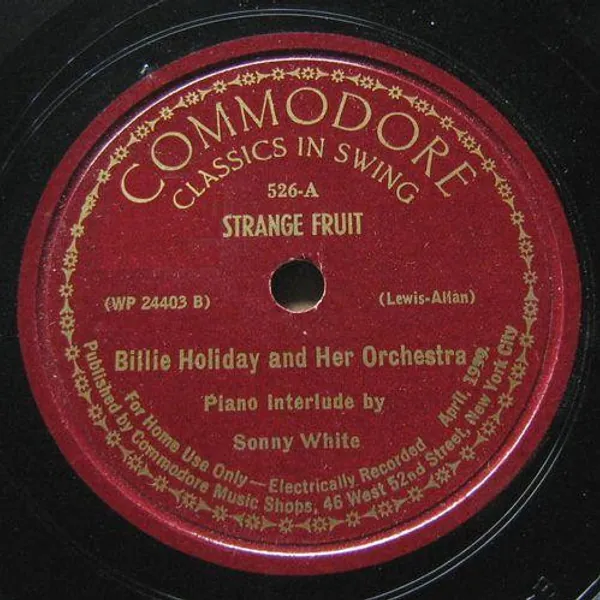 COMMODORE
CLASSICS IN SWING
526-A
STRANGE FRUIT
(WP 24403 B)
(Lewis-Allan)
Billie Holiday and Her Orchestra
Piano Interlude by
Sonny White
For Home Use Only—Electrically Recorded April, 1939.
Published by Commodore Music Shops, 46 West 52nd Street, New York City